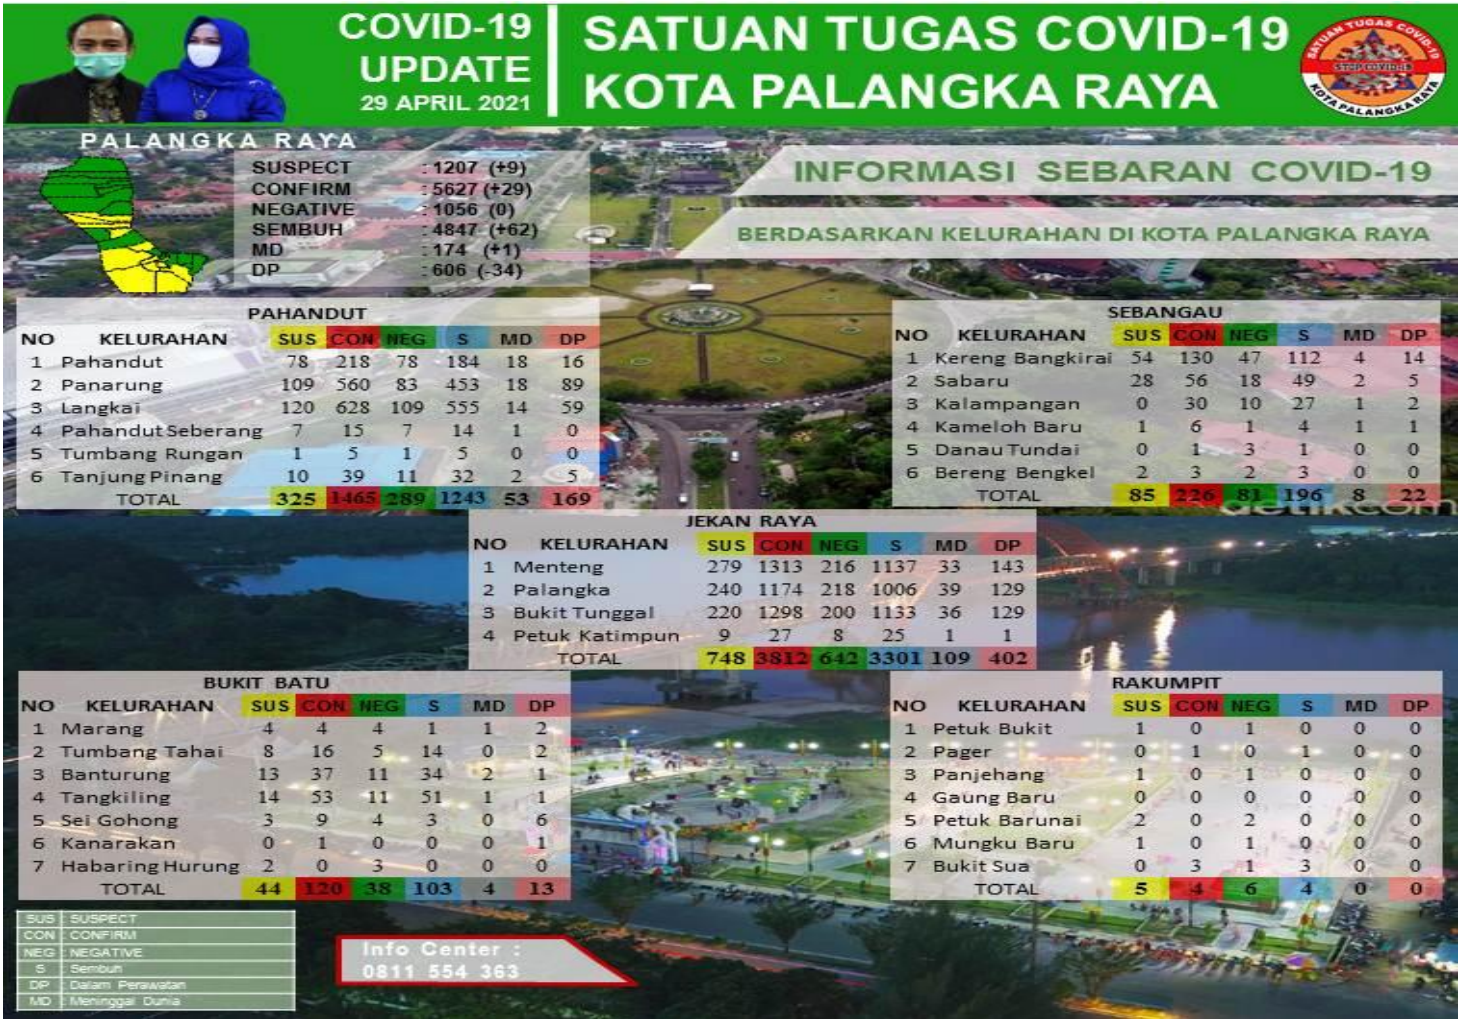 COVID-19
UPDATE
29 APRIL 2021
SATUAN TUGAS COVID-19
KOTA PALANGKA RAYA
SATUAN TUGAS COVID-19
STOP COVID-19
KOTA PALANGKA RAYA
PALANGKA RAYA
SUSPECT : 1207 (+9)
CONFIRM : 5627 (+29)
NEGATIVE : 1056 (0)
SEMBUH : 4847 (+62)
MD : 174 (+1)
DP : 606 (-34)
INFORMASI SEBARAN COVID-19
BERDASARKAN KELURAHAN DI KOTA PALANGKA RAYA
PAHANDUT
NO KELURAHAN SUS CON NEG S MD DP
1 Pahandut 78 218 78 184 18 16
2 Panarung 109 560 83 453 18 89
3 Langkai 120 628 109 555 14 59
4 Pahandut Seberang 7 15 7 14 1 0
5 Tumbang Rungan 1 5 1 5 0 0
6 Tanjung Pinang 10 39 11 32 2 5
TOTAL 325 1465 289 1243 53 169
SEBANGAU
NO KELURAHAN SUS CON NEG S MD DP
1 Kereng Bangkirai 54 130 47 112 4 14
2 Sabaru 28 56 18 49 2 5
3 Kalampangan 0 30 10 27 1 2
4 Kameloh Baru 1 6 1 4 1 1
5 Danau Tundai 0 1 3 1 0 0
6 Bereng Bengkel 2 3 2 3 0 0
TOTAL 85 226 81 196 8 22
detikcom
JEKAN RAYA
NO KELURAHAN SUS CON NEG S MD DP
1 Menteng 279 1313 216 1137 33 143
2 Palangka 240 1174 218 1006 39 129
3 Bukit Tunggal 220 1298 200 1133 36 129
4 Petuk Katimpun 9 27 8 25 1 1
TOTAL 748 3812 642 3301 109 402
BUKIT BATU
NO KELURAHAN SUS CON NEG S MD DP
1 Marang 4 4 4 1 1 2
2 Tumbang Tahai 8 16 5 14 0 2
3 Banturung 13 37 11 34 2 1
4 Tangkiling 14 53 11 51 1 1
5 Sei Gohong 3 9 4 3 0 6
6 Kanarakan 0 1 0 0 0 1
7 Habaring Hurung 2 0 3 0 0 0
TOTAL 44 120 38 103 4 13
RAKUMPIT
NO KELURAHAN SUS CON NEG S MD DP
1 Petuk Bukit 1 0 1 0 0 0
2 Pager 0 1 0 1 0 0
3 Panjehang 1 0 1 0 0 0
4 Gaung Baru 0 0 0 0 0 0
5 Petuk Barunai 2 0 2 0 0 0
6 Mungku Baru 1 0 1 0 0 0
7 Bukit Sua 0 3 1 3 0 0
TOTAL 5 4 6 4 0 0
SUS : SUSPECT
CON : CONFIRM
NEG : NEGATIVE
S : Sembuh
DP : Dalam Perawatan
MD : Meninggal Dunia
Info Center :
0811 554 363